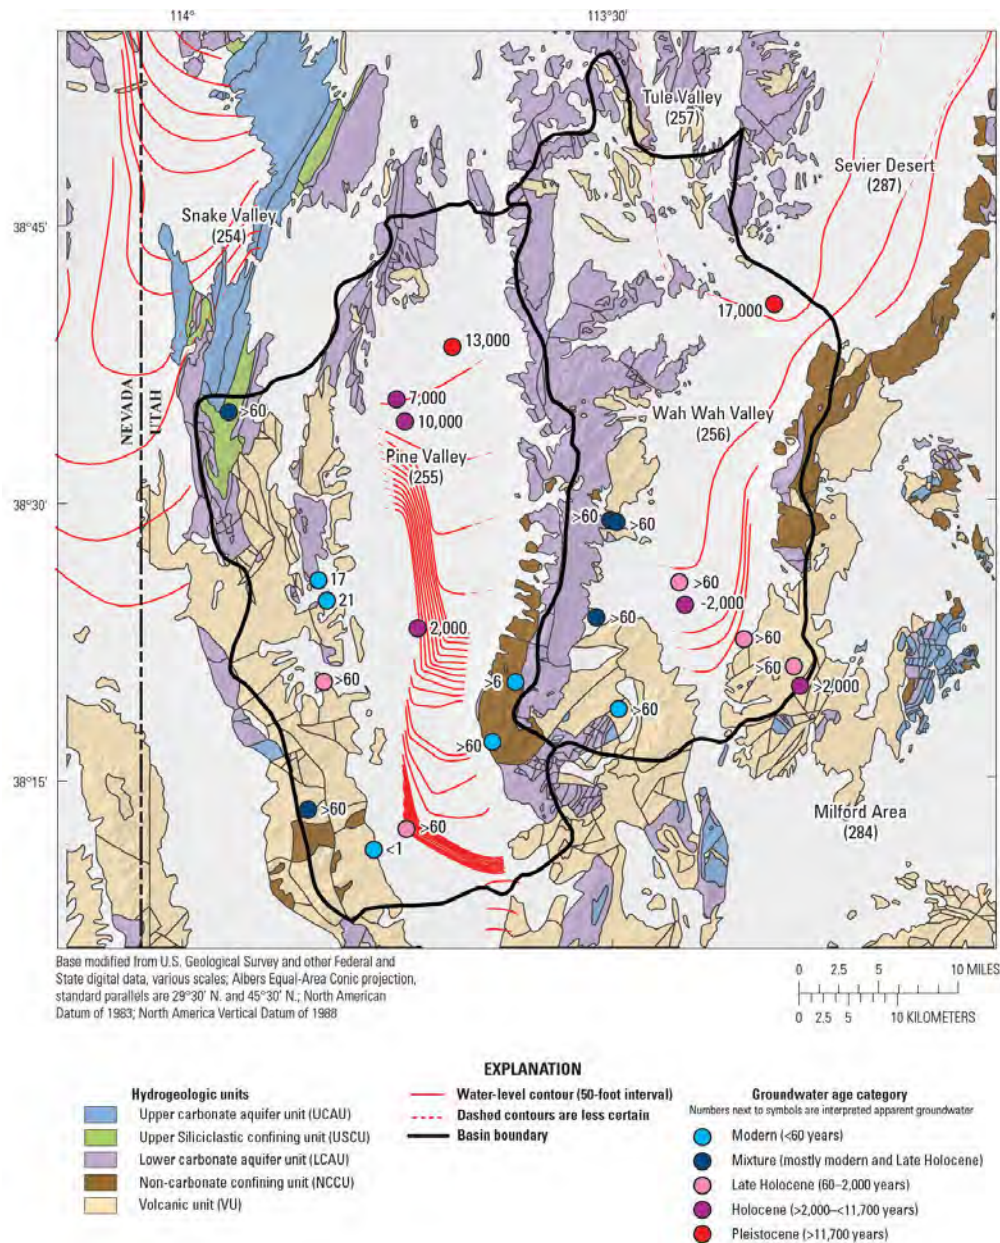 114°
113°30'
Tule Valley
(257)
Sevier Desert
(287)
Snake Valley
(254)
38°45'
17,000
13,000
NEVADA
UTAH
>60
7,000
10,000
Wah Wah Valley
(256)
Pine Valley
(255)
38°30'
>60
>60
17
>60
21
-2,000
2,000
>60
>60
>60
>60
>6
>2,000
>60
>60
38°15'
>60
>60
Milford Area
(284)
<1
Base modified from U.S. Geological Survey and other Federal and
State digital data, various scales; Albers Equal-Area Conic projection,
standard parallels are 29°30' N. and 45°30' N.; North American
Datum of 1983; North America Vertical Datum of 1988
0 2.5 5 10 MILES
0 2.5 5 10 KILOMETERS
EXPLANATION
Hydrogeologic units
Upper carbonate aquifer unit (UCAU)
Upper Siliciclastic confining unit (USCU)
Lower carbonate aquifer unit (LCAU)
Non-carbonate confining unit (NCCU)
Volcanic unit (VU)
Water-level contour (50-foot interval)
Dashed contours are less certain
Basin boundary
Groundwater age category
Numbers next to symbols are interpreted apparent groundwater
Modern (<60 years)
Mixture (mostly modern and Late Holocene)
Late Holocene (60–2,000 years)
Holocene (>2,000–<11,700 years)
Pleistocene (>11,700 years)